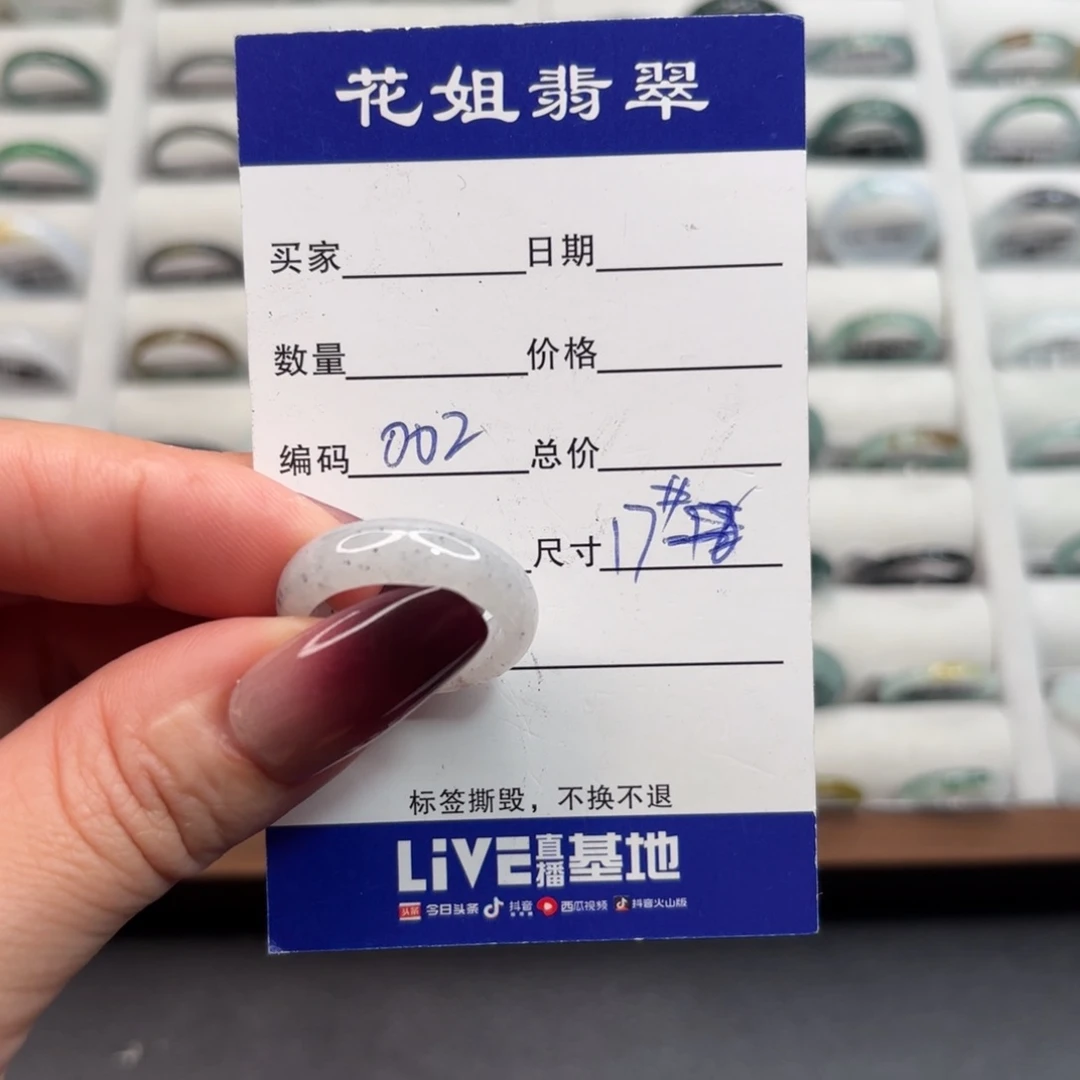 花姐翡翠
买家 日期
数量 价格
编码 002 总价
尺寸 17#
标签撕毁，不换不退
LiVE直播基地
头条 今日头条 抖音 西瓜视频 抖音火山版